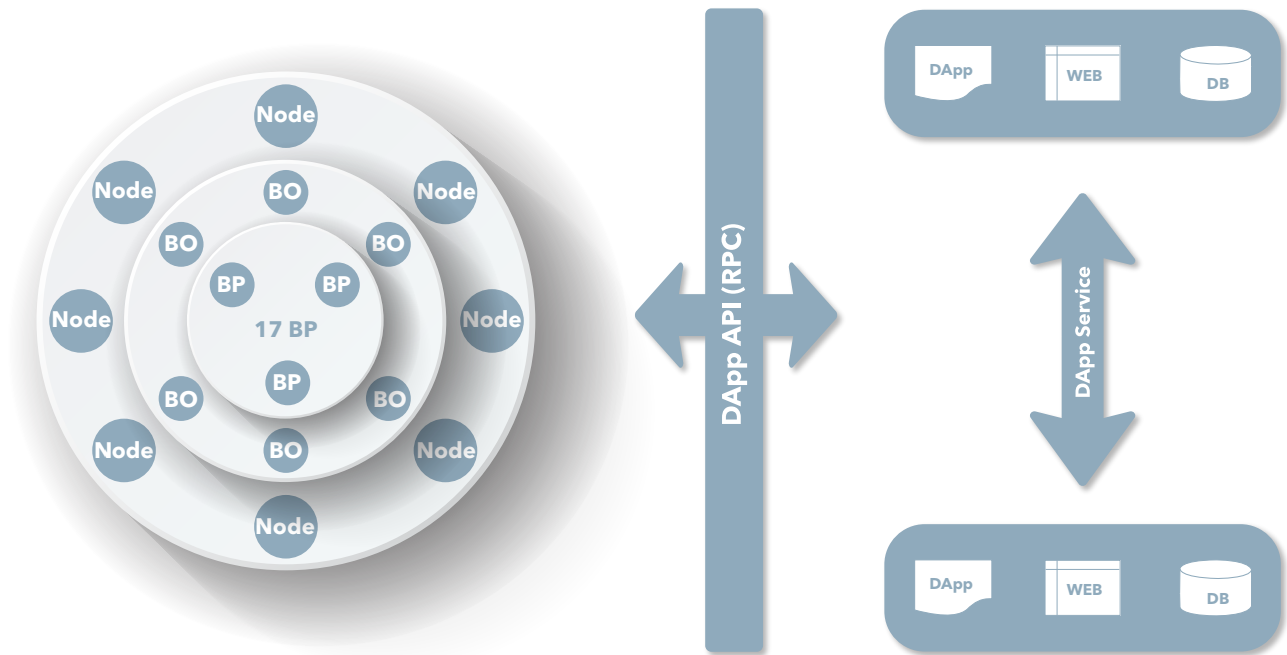 Node
Node
Node
BO
BO
BO
BP
BP
Node
17 BP
Node
BP
BO
BO
Node
BO
Node
Node
DApp API (RPC)
DApp
WEB
DB
DApp Service
DApp
WEB
DB